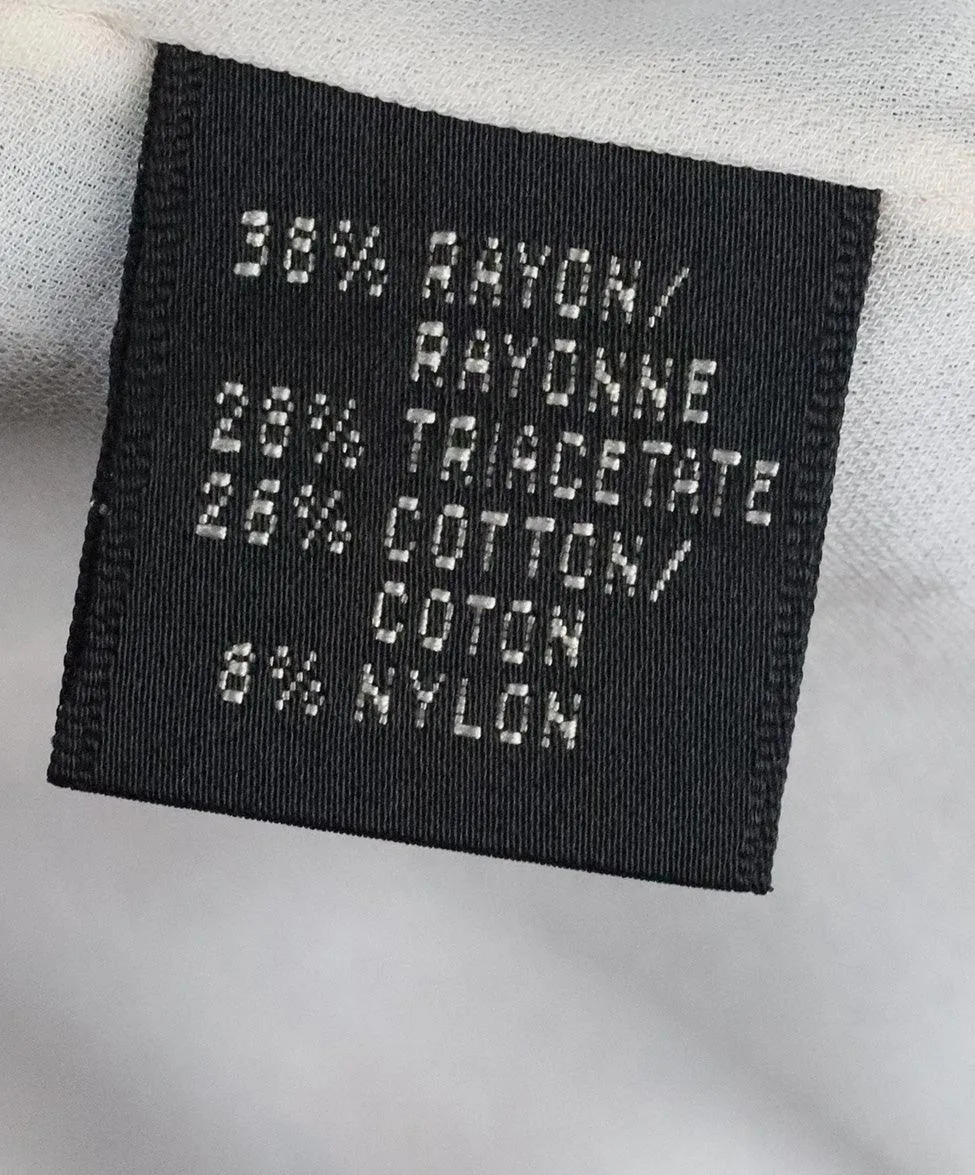 38% RAYON/
RAYONNE
28% TRIACETATE
26% COTTON/
COTON
8% NYLON